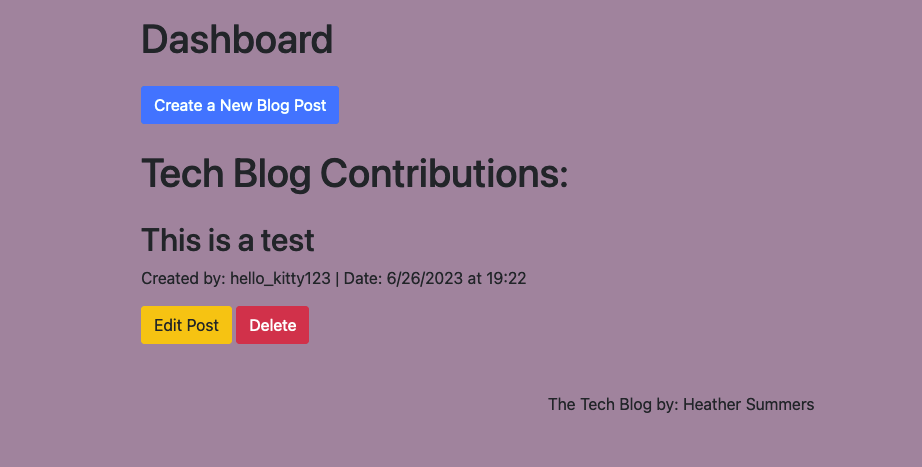 Dashboard
Create a New Blog Post
Tech Blog Contributions:
This is a test
Created by: hello_kitty123 | Date: 6/26/2023 at 19:22
Edit Post Delete
The Tech Blog by: Heather Summers